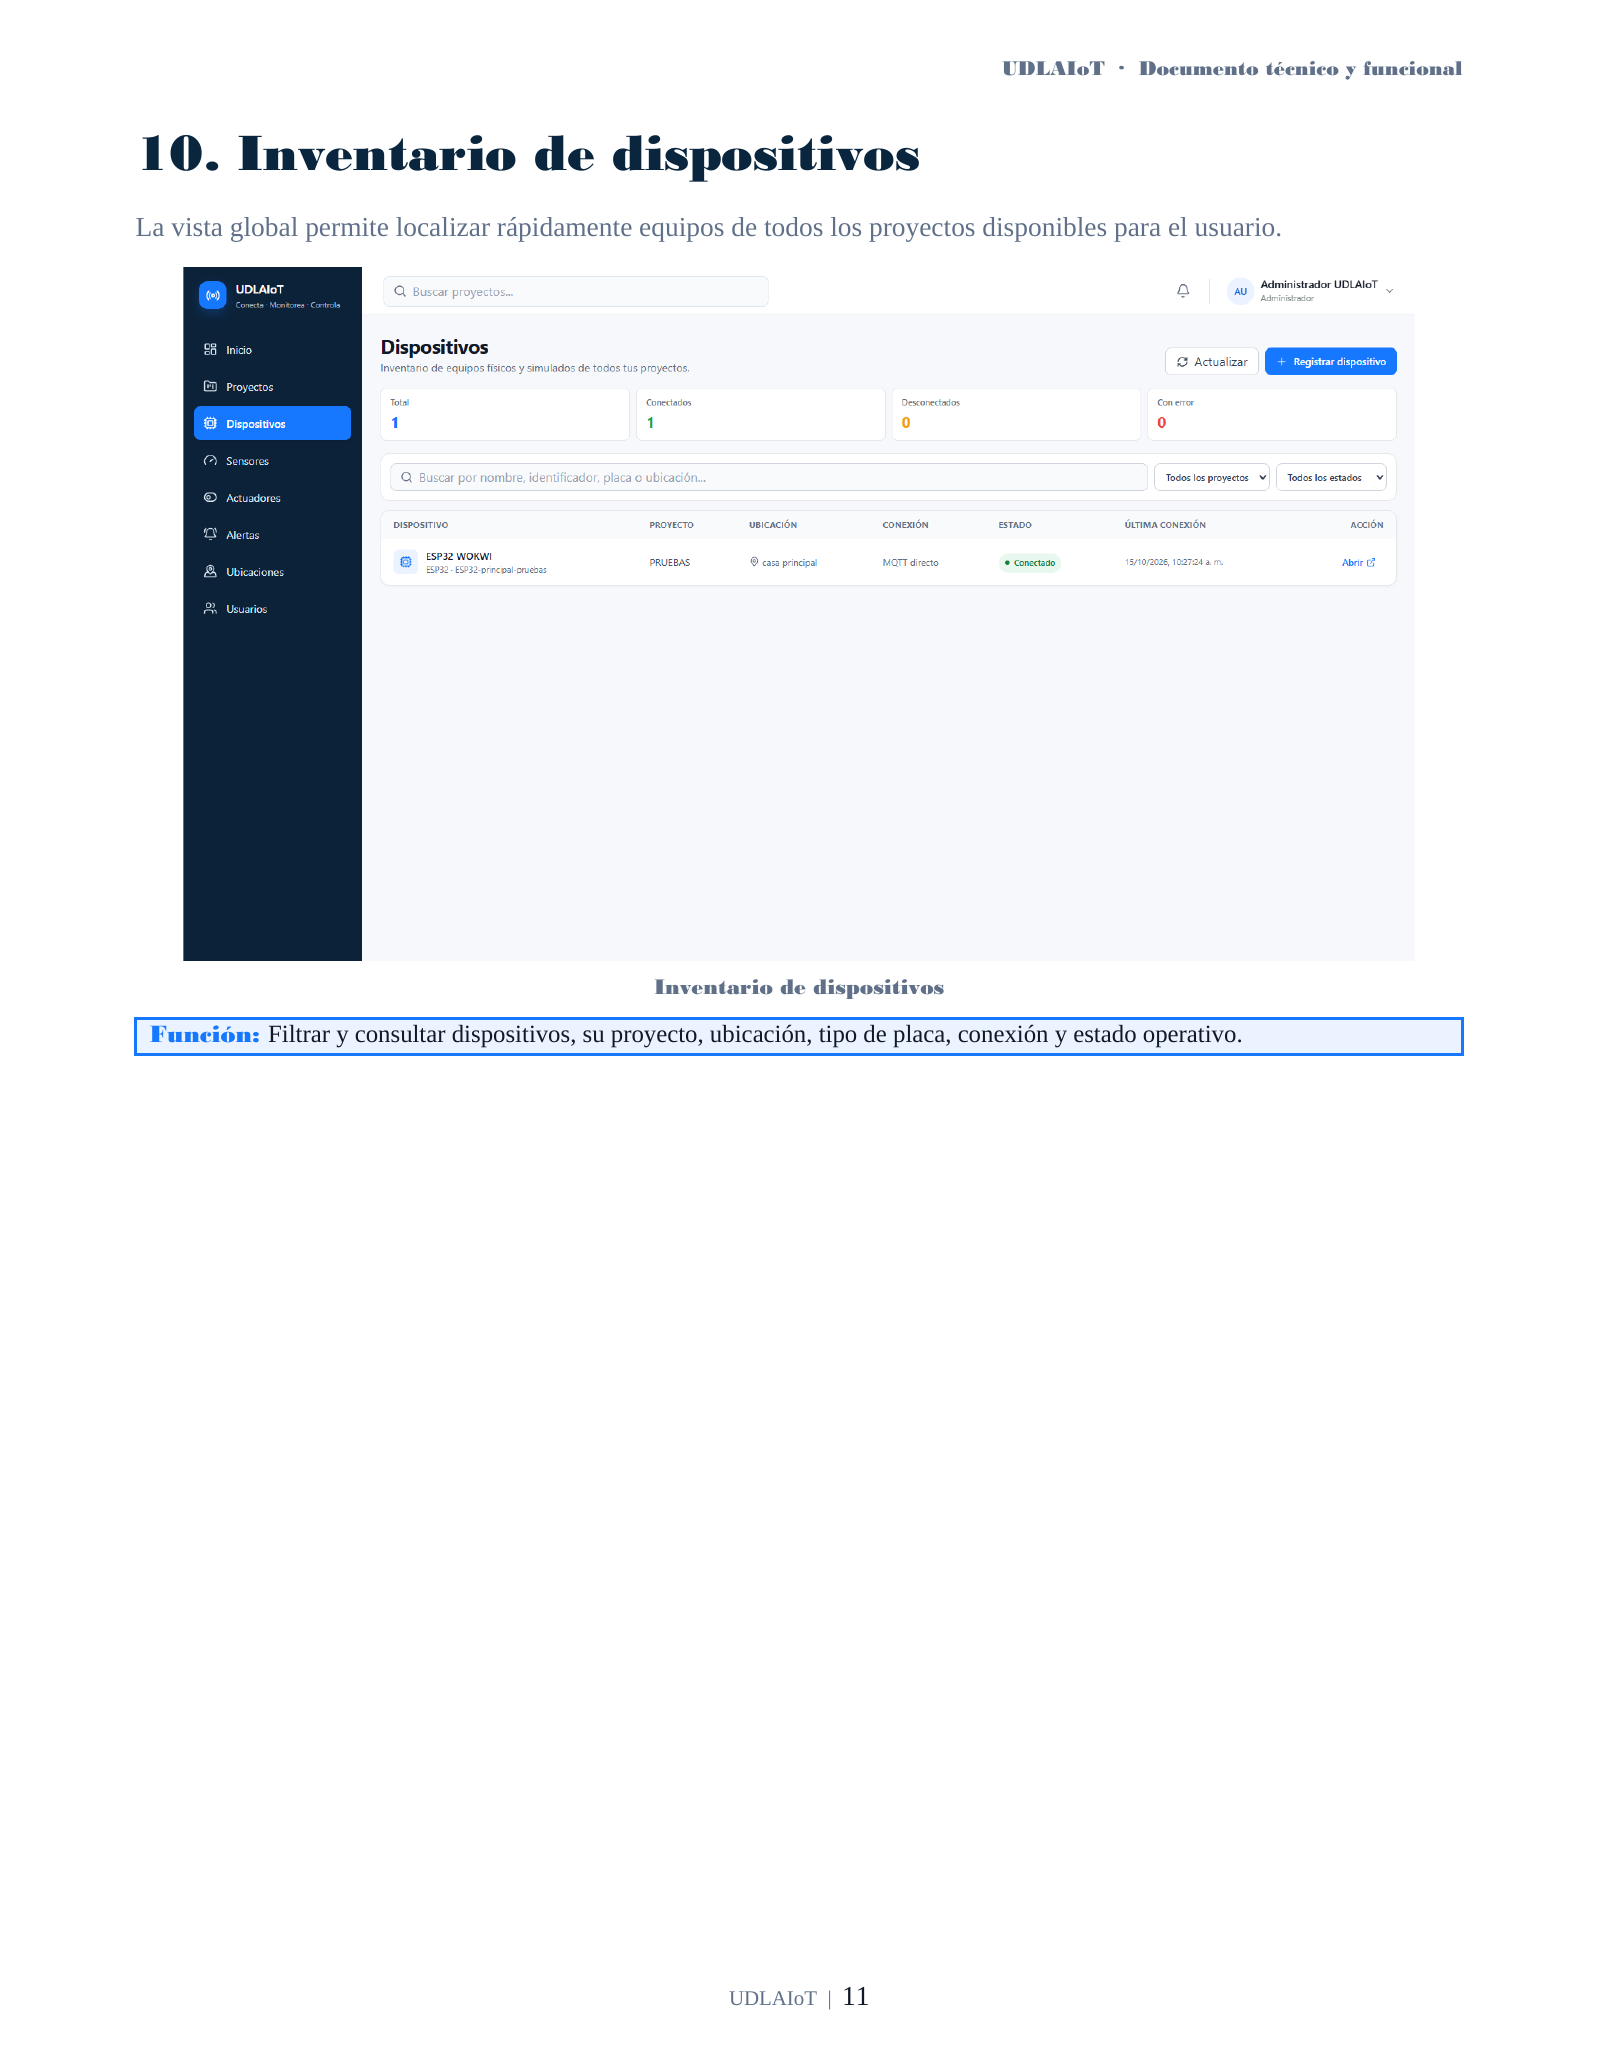 UDLAIoT · Documento técnico y funcional
10. Inventario de dispositivos
La vista global permite localizar rápidamente equipos de todos los proyectos disponibles para el usuario.
UDLAIoT
Conecta · Monitorea · Controla
Inicio
Proyectos
Dispositivos
Sensores
Actuadores
Alertas
Ubicaciones
Usuarios
Buscar proyectos...
AU
Administrador UDLAIoT
Administrador
Dispositivos
Inventario de equipos físicos y simulados de todos tus proyectos.
Actualizar
+ Registrar dispositivo
Total
1
Conectados
1
Desconectados
0
Con error
0
Buscar por nombre, identificador, placa o ubicación...
Todos los proyectos
Todos los estados
DISPOSITIVO PROYECTO UBICACIÓN CONEXIÓN ESTADO ÚLTIMA CONEXIÓN ACCIÓN
ESP32 WOKWI
ESP32 · ESP32-principal-pruebas
PRUEBAS casa principal MQTT directo Conectado 15/10/2026, 10:27:24 a. m. Abrir
Inventario de dispositivos
Función: Filtrar y consultar dispositivos, su proyecto, ubicación, tipo de placa, conexión y estado operativo.
UDLAIoT | 11